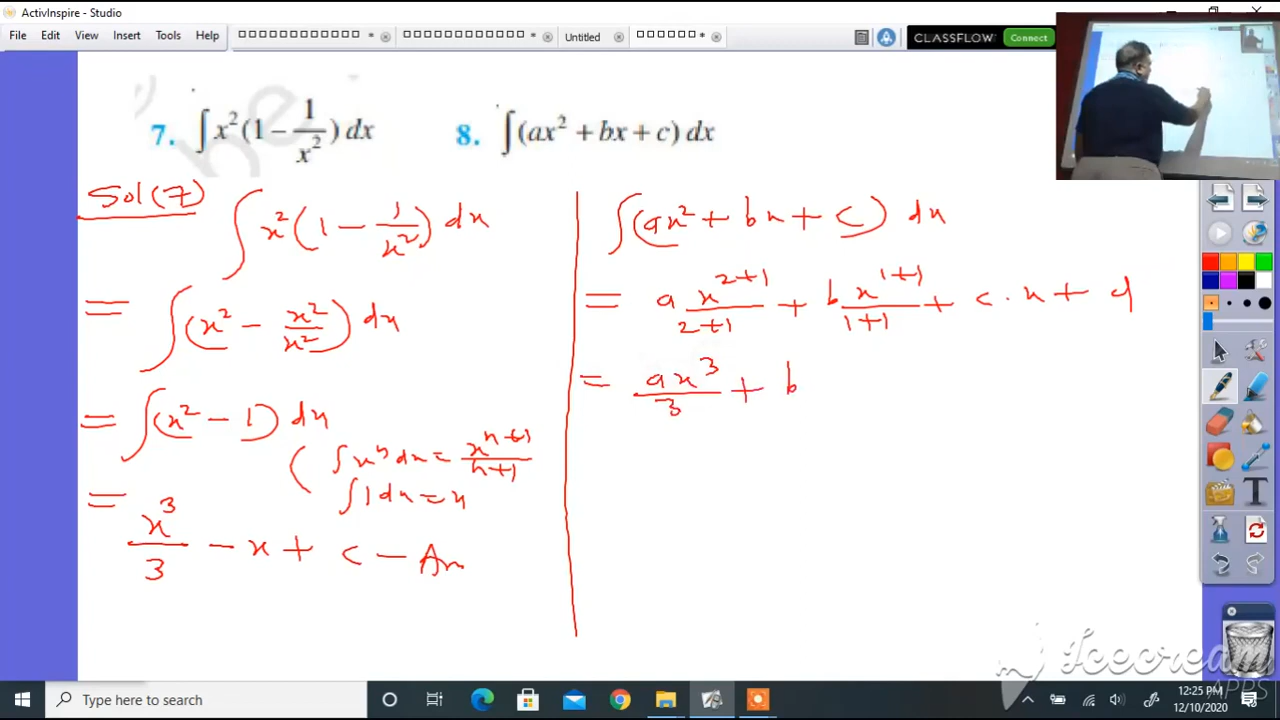 ActivInspire - Studio
File Edit View Insert Tools Help
Untitled
CLASSFLOW Connect
7. ∫x²(1 − 1/x²) dx
8. ∫(ax² + bx + c) dx
Sol(7) ∫x²(1 − 1/x²) dx
= ∫(x² − x²/x²) dx
= ∫(x² − 1) dx
(∫xⁿ dx = xⁿ⁺¹/n+1
∫1 dx = x
= x³/3 − x + c − An
∫(ax² + bx + c) dx
= a x²⁺¹/2+1 + b x¹⁺¹/1+1 + c · x + d
= ax³/3 + b
Icecream
APPS
Type here to search
12:25 PM
12/10/2020